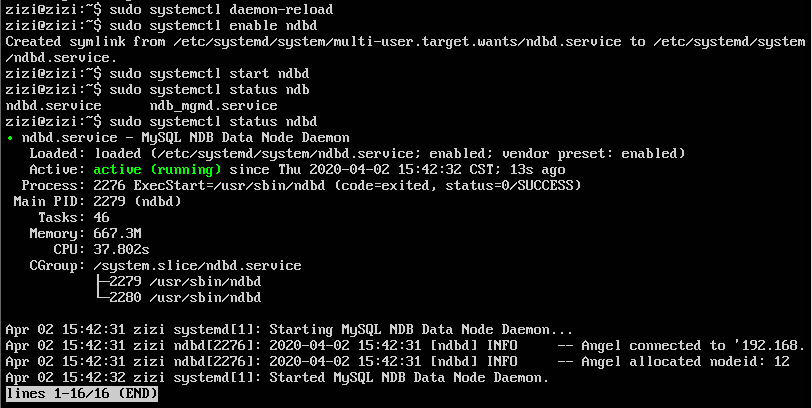 zizi@zizi:~$ sudo systemctl daemon-reload
zizi@zizi:~$ sudo systemctl enable ndbd
Created symlink from /etc/systemd/system/multi-user.target.wants/ndbd.service to /etc/systemd/system
/ndbd.service.
zizi@zizi:~$ sudo systemctl start ndbd
zizi@zizi:~$ sudo systemctl status ndb
ndbd.service      ndb_mgmd.service
zizi@zizi:~$ sudo systemctl status ndbd
• ndbd.service - MySQL NDB Data Node Daemon
   Loaded: loaded (/etc/systemd/system/ndbd.service; enabled; vendor preset: enabled)
   Active: active (running) since Thu 2020-04-02 15:42:32 CST; 13s ago
  Process: 2276 ExecStart=/usr/sbin/ndbd (code=exited, status=0/SUCCESS)
 Main PID: 2279 (ndbd)
    Tasks: 46
   Memory: 667.3M
      CPU: 37.802s
   CGroup: /system.slice/ndbd.service
           ├─2279 /usr/sbin/ndbd
           └─2280 /usr/sbin/ndbd
Apr 02 15:42:31 zizi systemd[1]: Starting MySQL NDB Data Node Daemon...
Apr 02 15:42:31 zizi ndbd[2276]: 2020-04-02 15:42:31 [ndbd] INFO     -- Angel connected to '192.168.
Apr 02 15:42:31 zizi ndbd[2276]: 2020-04-02 15:42:31 [ndbd] INFO     -- Angel allocated nodeid: 12
Apr 02 15:42:32 zizi systemd[1]: Started MySQL NDB Data Node Daemon.
lines 1-16/16 (END)